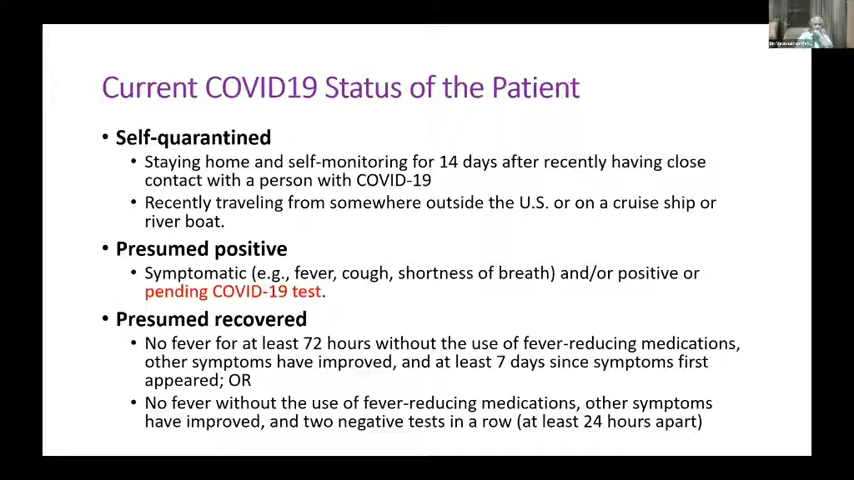 Current COVID19 Status of the Patient
• Self-quarantined
• Staying home and self-monitoring for 14 days after recently having close
contact with a person with COVID-19
• Recently traveling from somewhere outside the U.S. or on a cruise ship or
river boat.
• Presumed positive
• Symptomatic (e.g., fever, cough, shortness of breath) and/or positive or
pending COVID-19 test.
• Presumed recovered
• No fever for at least 72 hours without the use of fever-reducing medications,
other symptoms have improved, and at least 7 days since symptoms first
appeared; OR
• No fever without the use of fever-reducing medications, other symptoms
have improved, and two negative tests in a row (at least 24 hours apart)